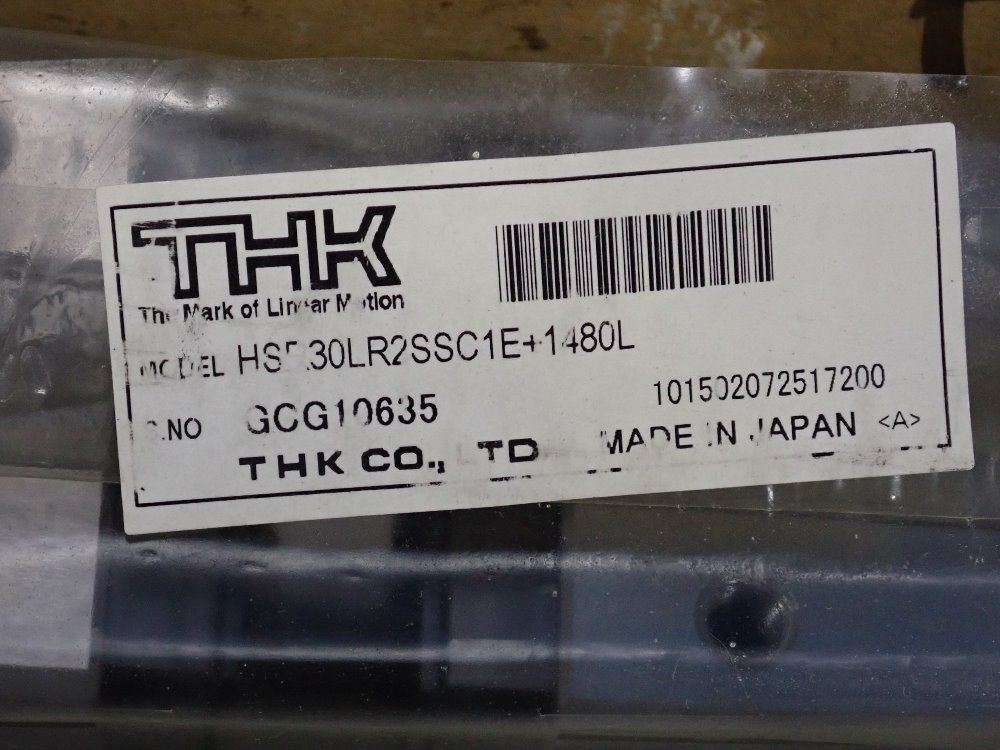 THK
The Mark of Linear Motion
MODEL HSR30LR2SSC1E+1480L
S.NO GCG10635
101502072517200
THK CO., LTD
MADE IN JAPAN <A>